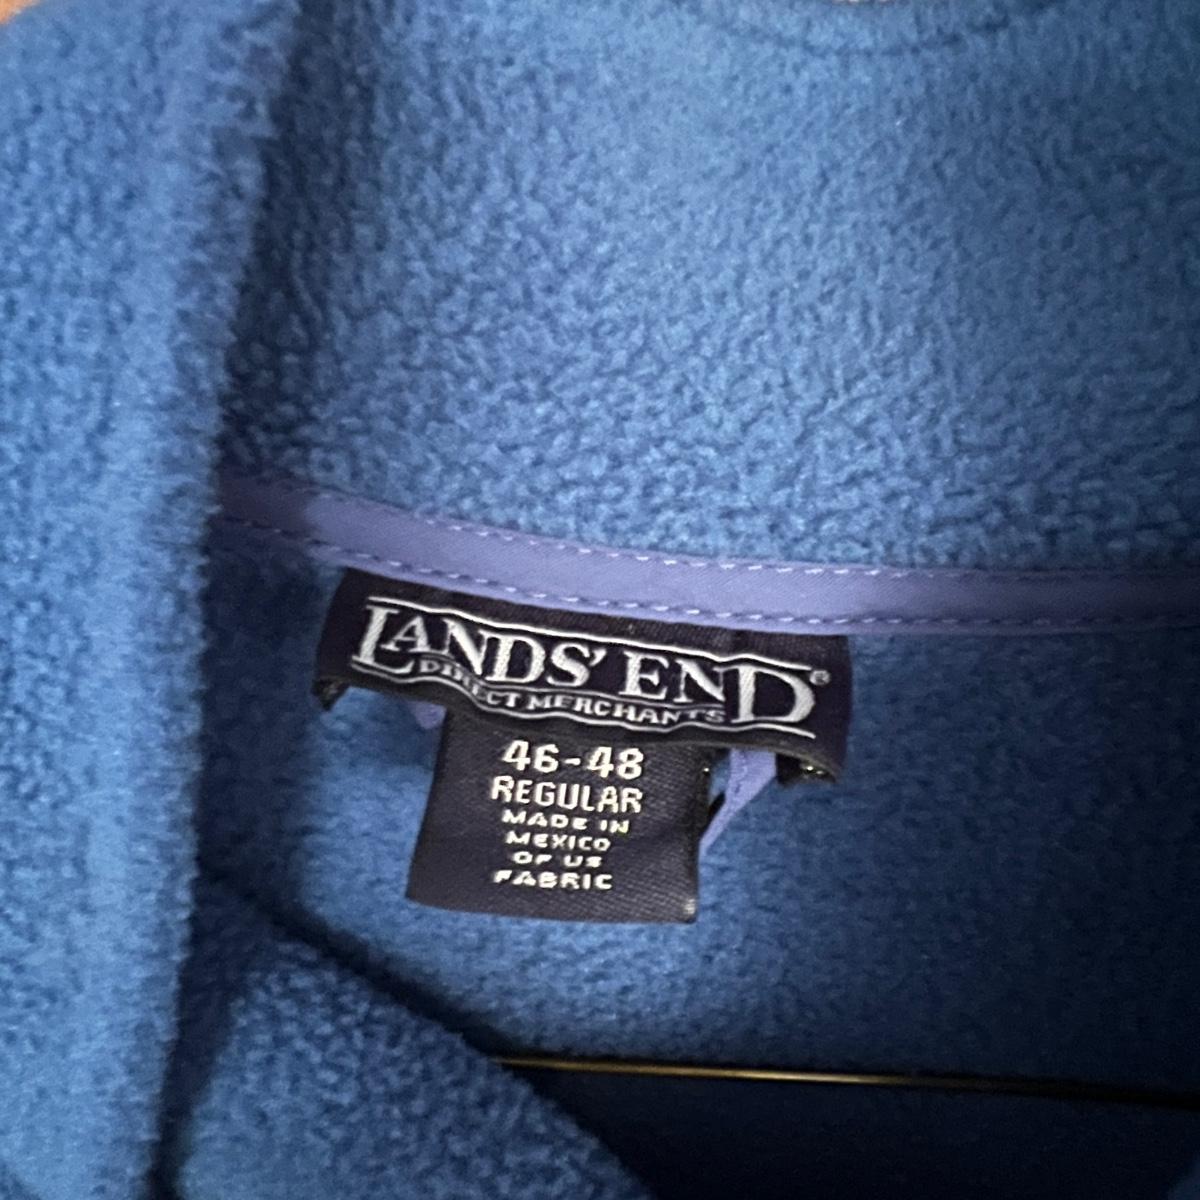 LANDS' END®
DIRECT MERCHANTS
46-48
REGULAR
MADE IN
MEXICO
OF US
FABRIC